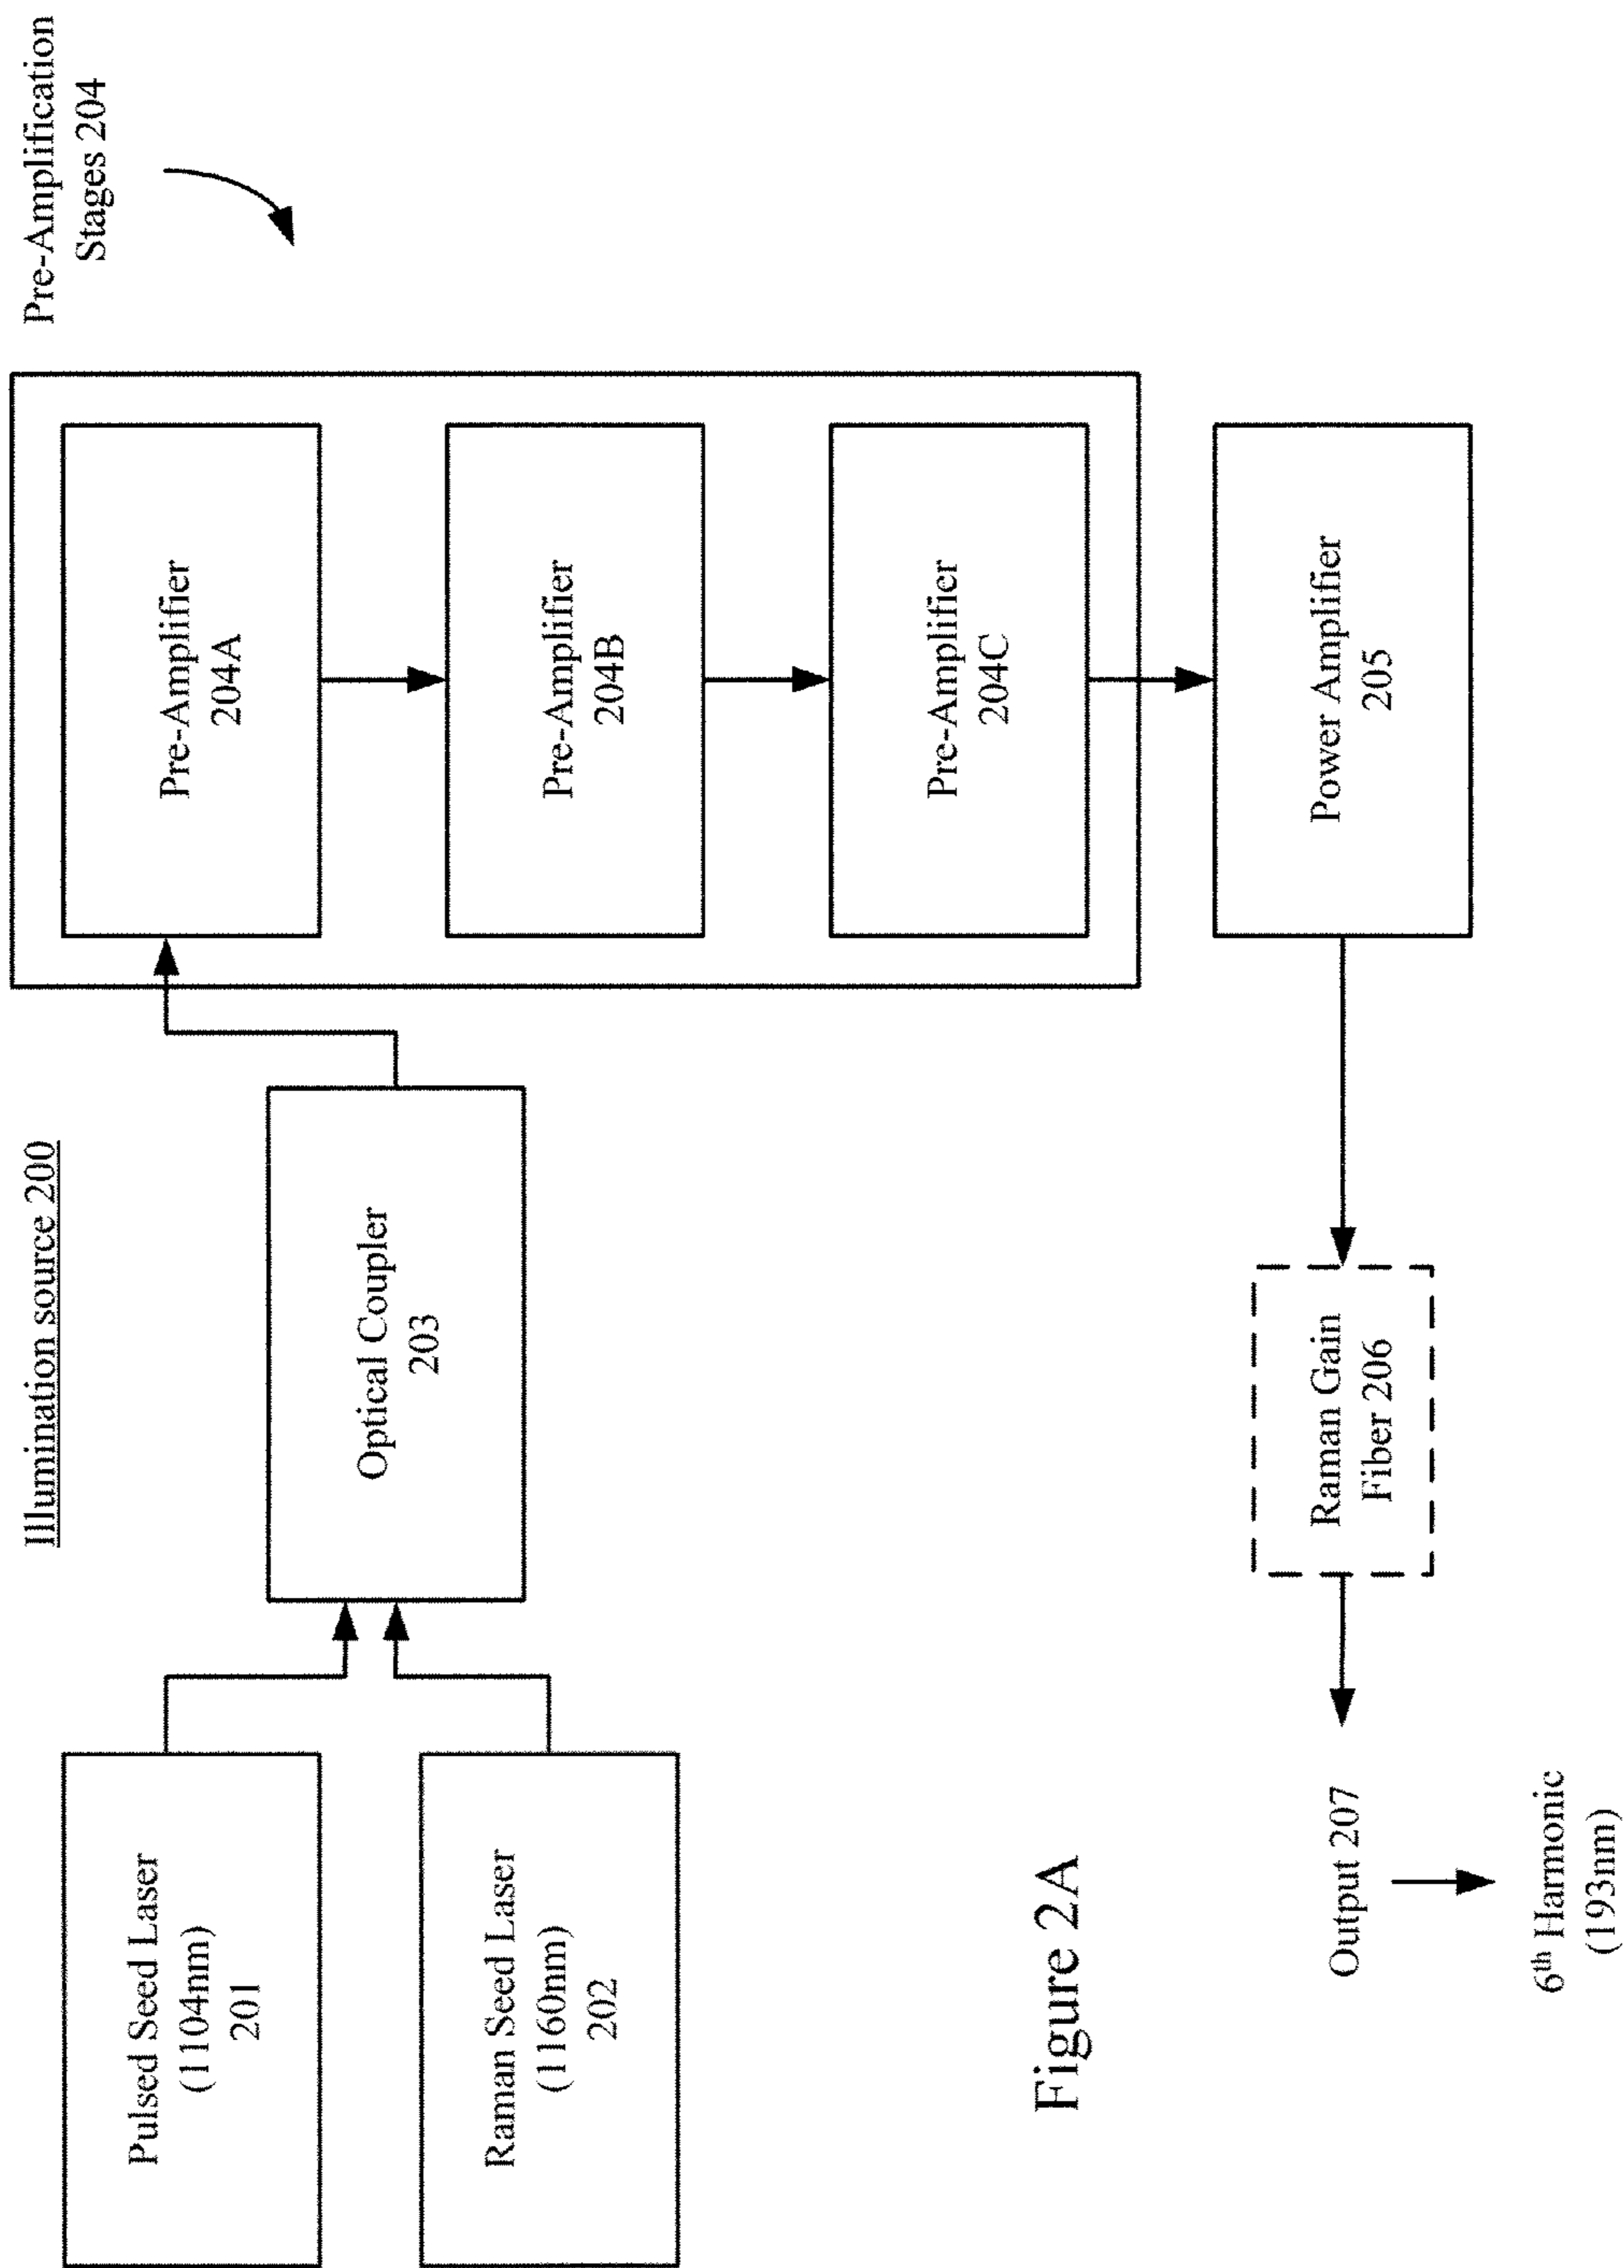 Illumination source 200
Pre-Amplification
Stages 204
Pulsed Seed Laser
(1104nm)
201
Raman Seed Laser
(1160nm)
202
Optical Coupler
203
Pre-Amplifier
204A
Pre-Amplifier
204B
Pre-Amplifier
204C
Power Amplifier
205
Raman Gain
Fiber 206
Output 207
6th Harmonic
(193nm)
Figure 2A